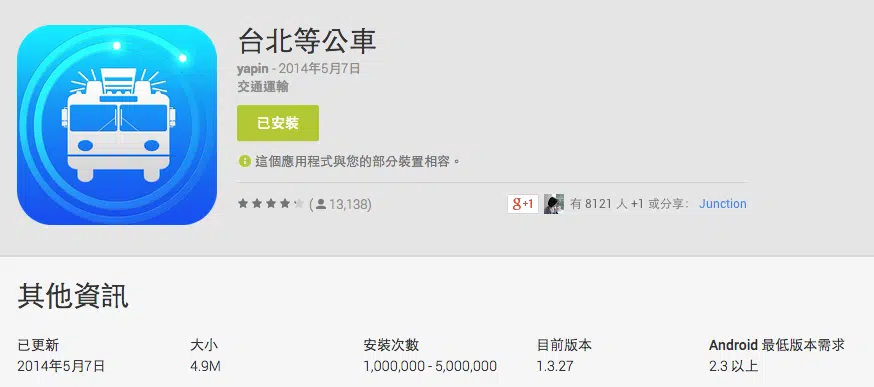 台北等公車
yapin - 2014年5月7日
交通運輸
已安裝
這個應用程式與您的部分裝置相容。
(13,138)
g+1 有 8121 人 +1 或分享： Junction
其他資訊
已更新 大小 安裝次數 目前版本 Android 最低版本需求
2014年5月7日 4.9M 1,000,000 - 5,000,000 1.3.27 2.3 以上